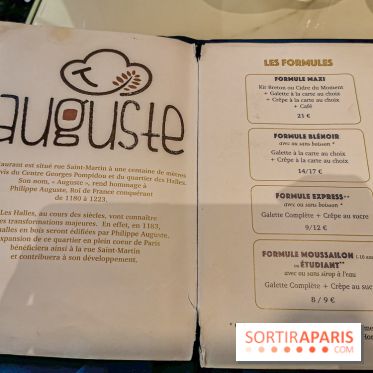 auguste
staurant est situé rue Saint-Martin à une centaine de mètres
vis du Centre Georges Pompidou et du quartier des Halles.
Son nom, « Auguste », rend hommage à
Philippe Auguste, Roi de France conquérant
de 1180 à 1223.
Les Halles, au cours des siècles, vont connaître
es transformations majeures. En effet, en 1183,
alles en bois seront édifiées par Philippe Auguste.
expansion de ce quartier en plein coeur de Paris
bénéficiera ainsi à la rue Saint-Martin
et contribuera à son développement.
LES FORMULES
FORMULE MAXI
Kir Breton ou Cidre du Moment
+ Galette à la carte au choix
+ Crêpe à la carte au choix
+ Café
21 €
FORMULE BLÉNOIR
avec ou sans boisson *
Galette à la carte au choix
+ Crêpe à la carte au choix
14/17 €
FORMULE EXPRESS**
avec ou sans boisson *
Galette Complète + Crêpe au sucre
9/12 €
FORMULE MOUSSAILLON
ou ÉTUDIANT**
avec ou sans sirop à l'eau
Galette Complète + Crêpe au suc
8 / 9 €
SORTIRAPARIS
.COM